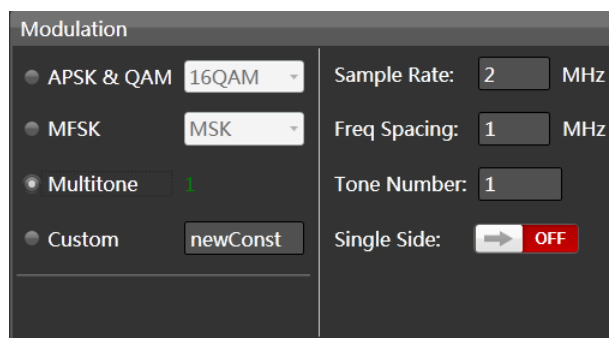 Modulation
APSK & QAM 16QAM
MFSK MSK
Multitone 1
Custom newConst
Sample Rate: 2 MHz
Freq Spacing: 1 MHz
Tone Number: 1
Single Side: OFF